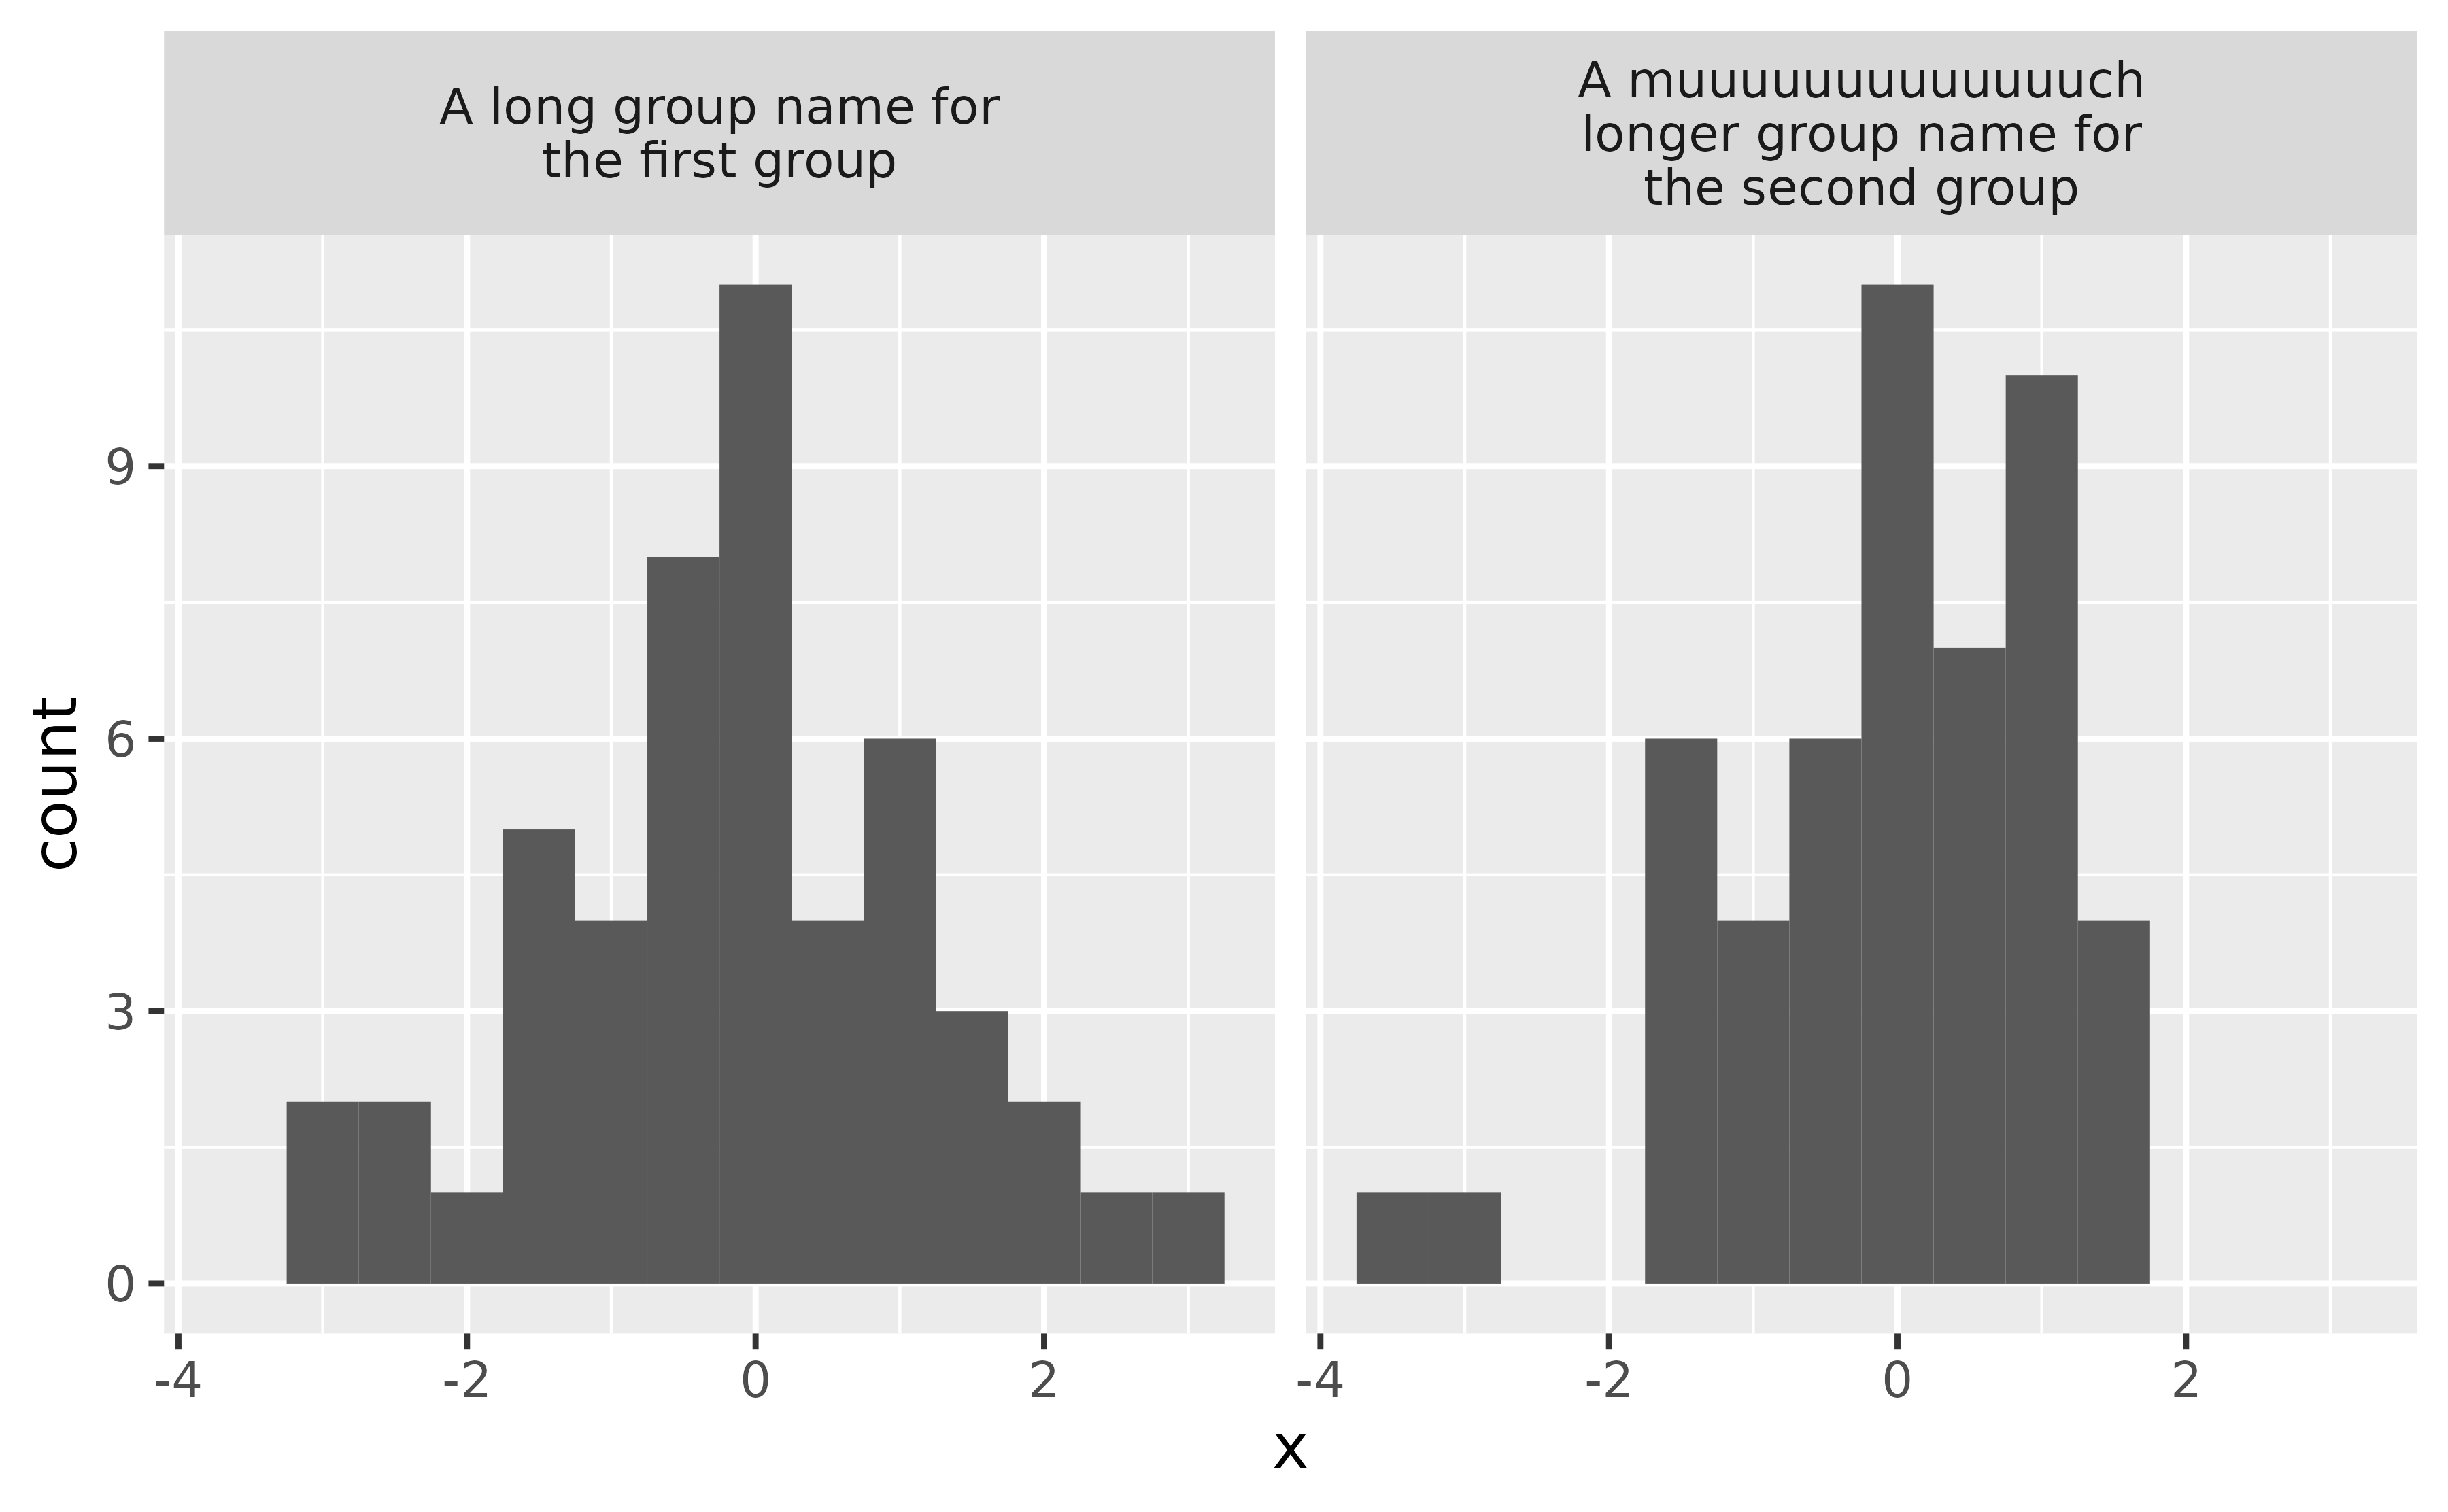 A long group name for
the first group
A muuuuuuuuuuuuuch
longer group name for
the second group
count
9
6
3
0
-4
-2
0
2
-4
-2
0
2
x